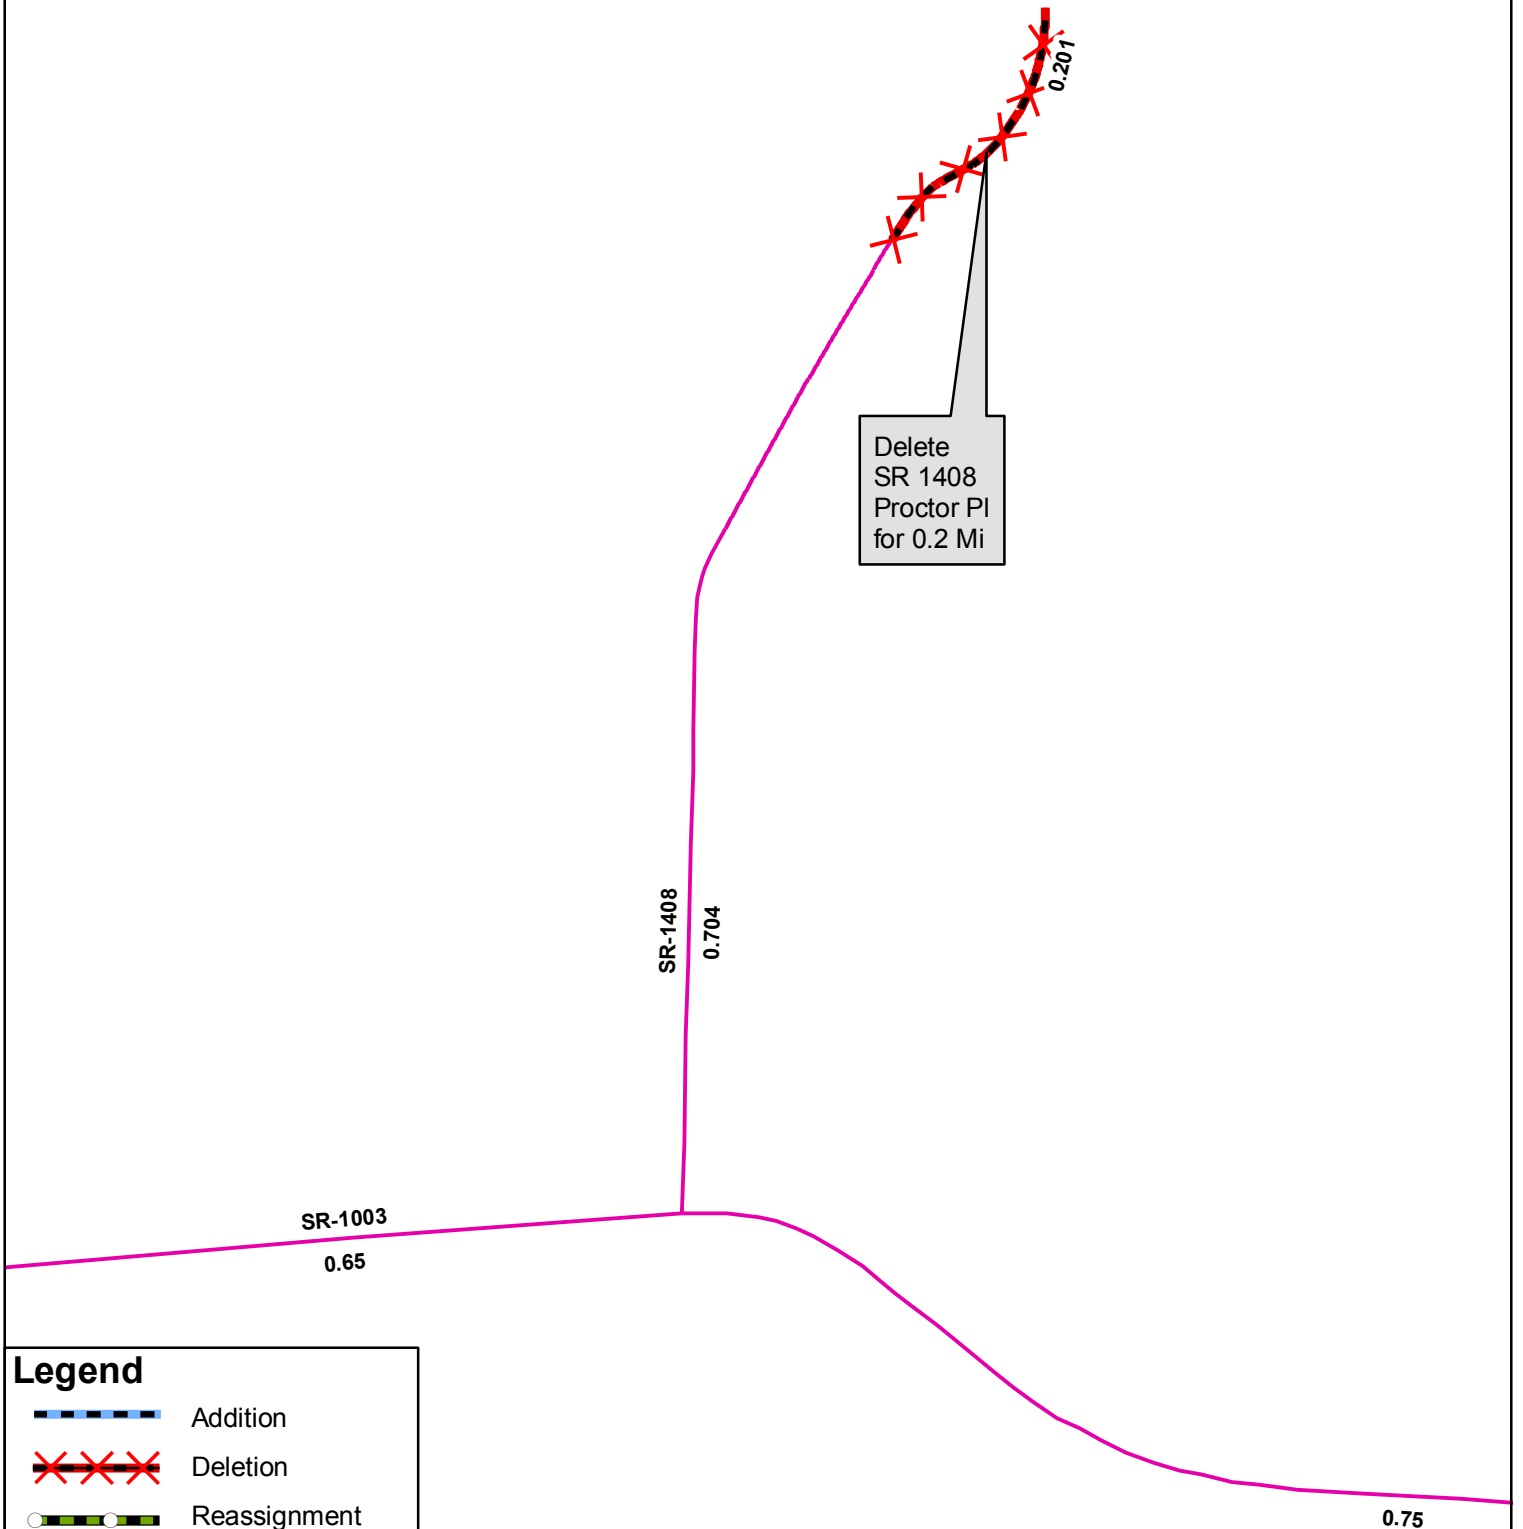 0.201
Delete
SR 1408
Proctor Pl
for 0.2 Mi
SR-1408
0.704
SR-1003
0.65
Legend
Addition
Deletion
Reassignment
0.75